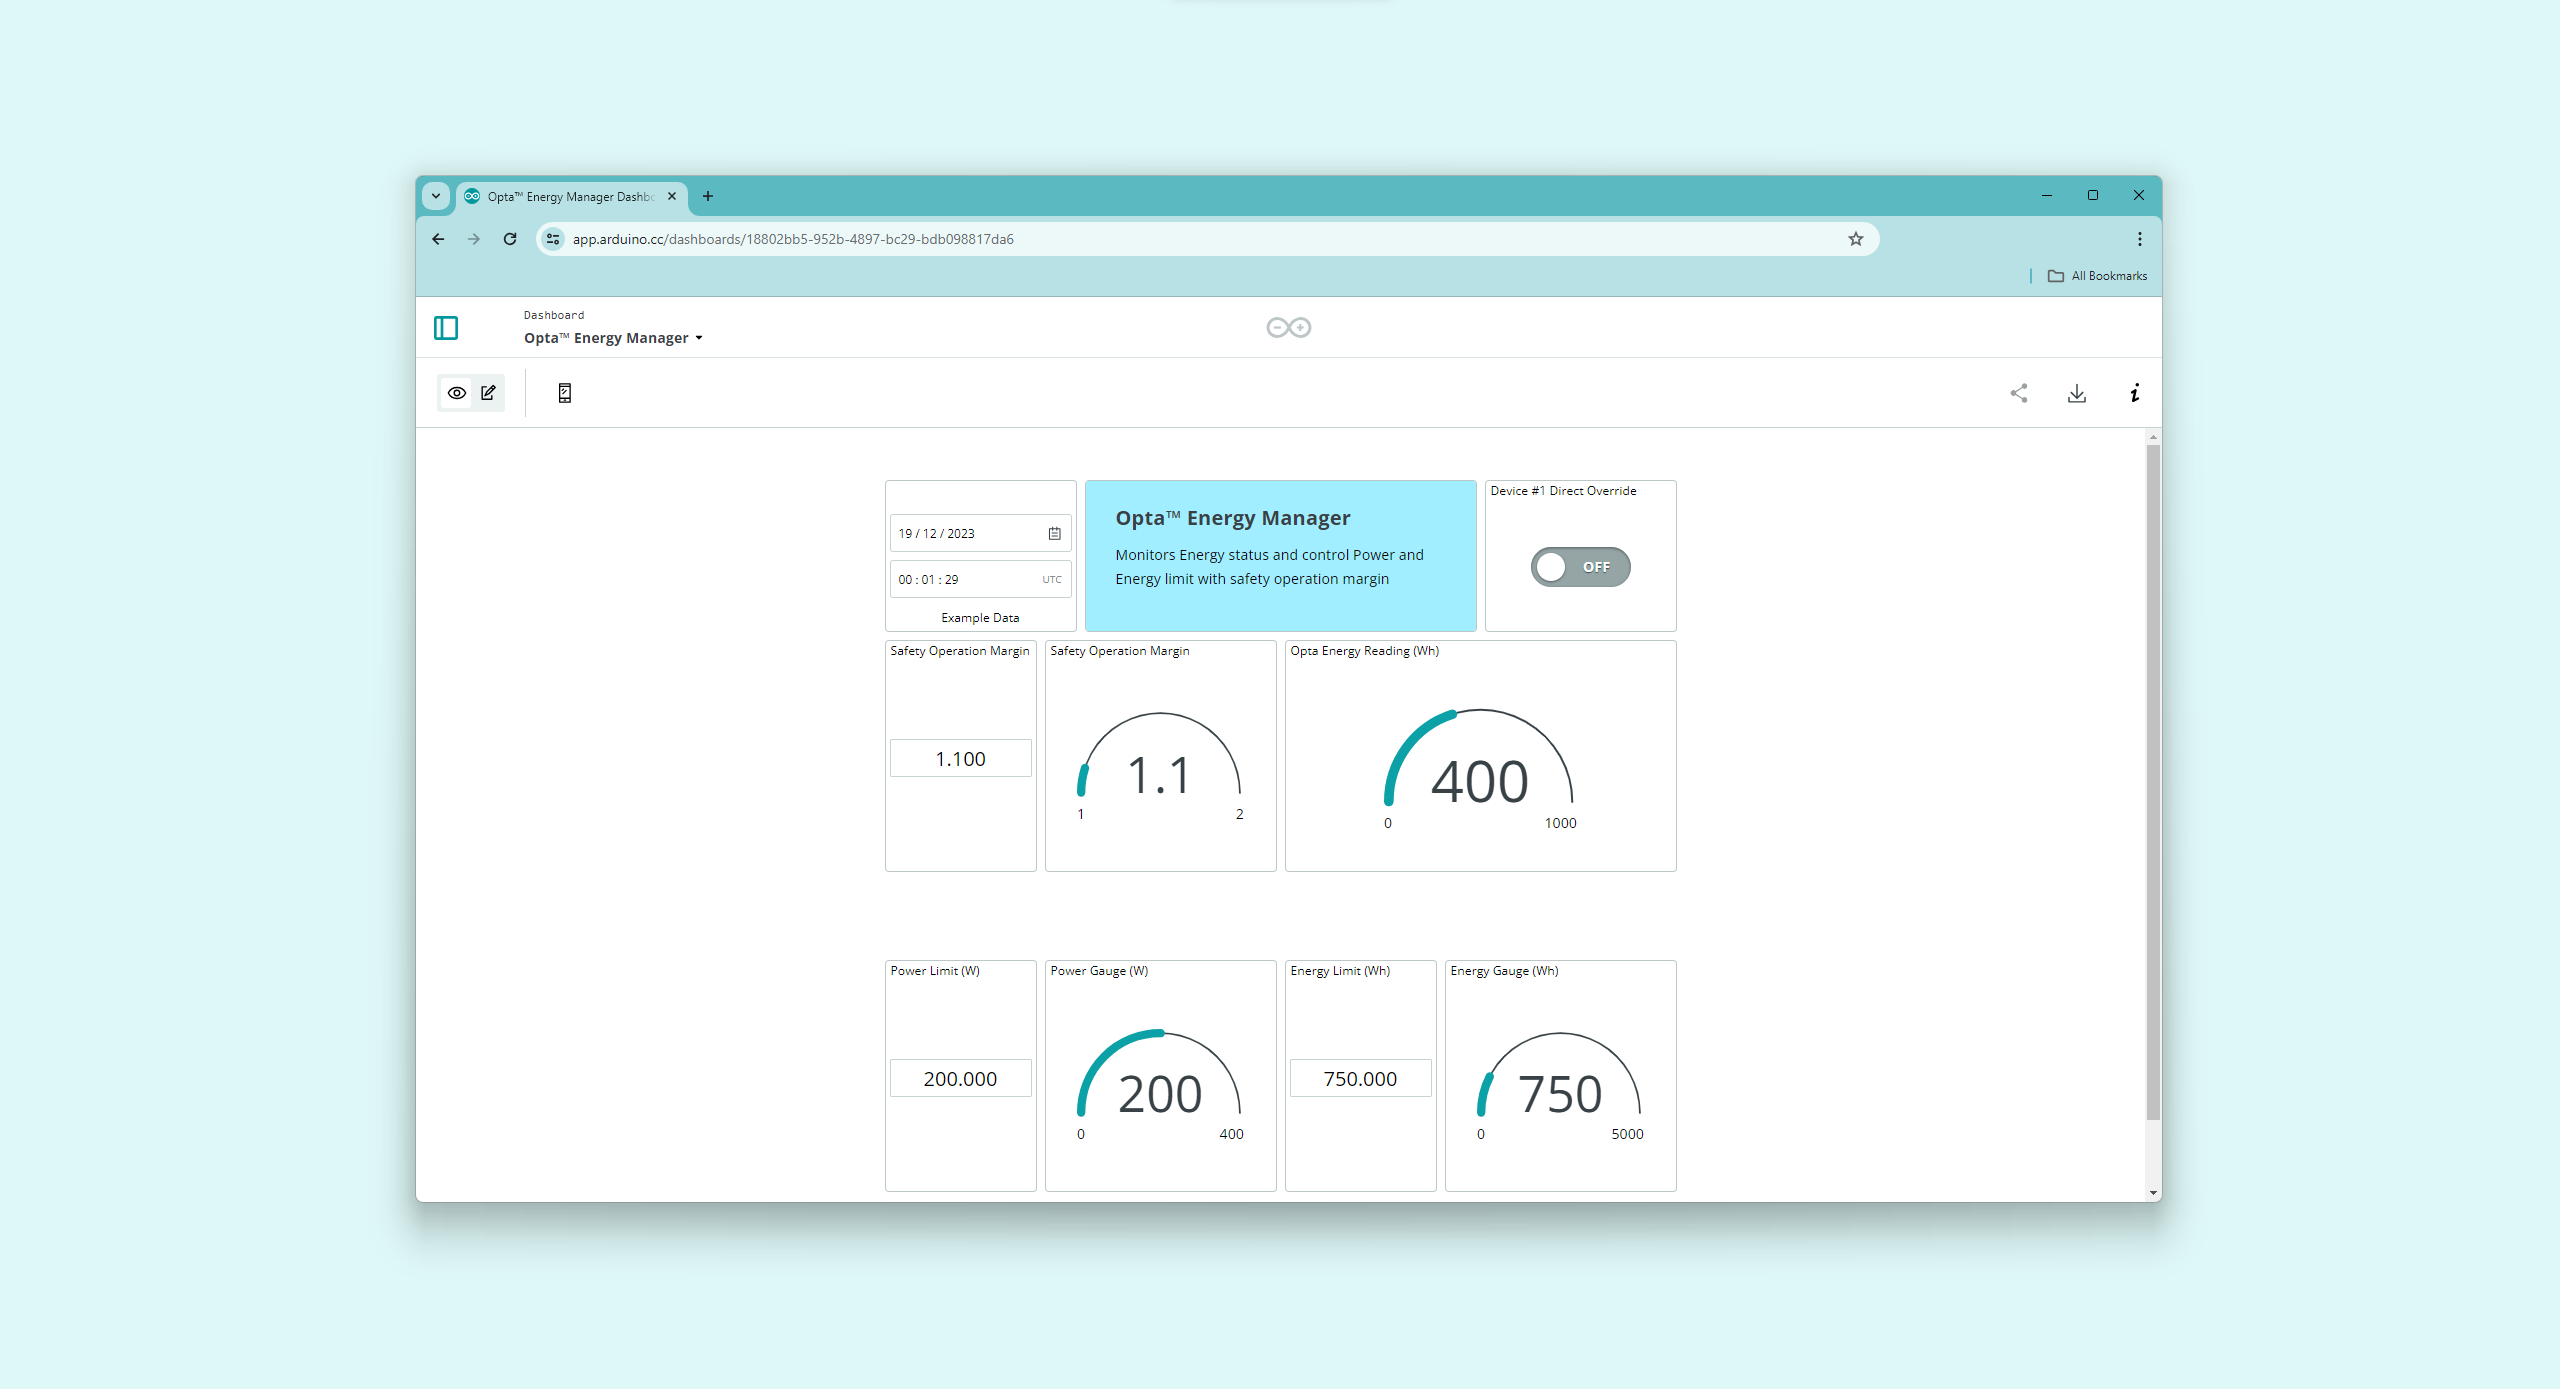 Opta™ Energy Manager Dashbo
app.arduino.cc/dashboards/18802bb5-952b-4897-bc29-bdb098817da6
All Bookmarks
Dashboard
Opta™ Energy Manager
19 / 12 / 2023
00 : 01 : 29 UTC
Example Data
Opta™ Energy Manager
Monitors Energy status and control Power and
Energy limit with safety operation margin
Device #1 Direct Override
OFF
Safety Operation Margin
1.100
Safety Operation Margin
1.1
1 2
Opta Energy Reading (Wh)
400
0 1000
Power Limit (W)
200.000
Power Gauge (W)
200
0 400
Energy Limit (Wh)
750.000
Energy Gauge (Wh)
750
0 5000